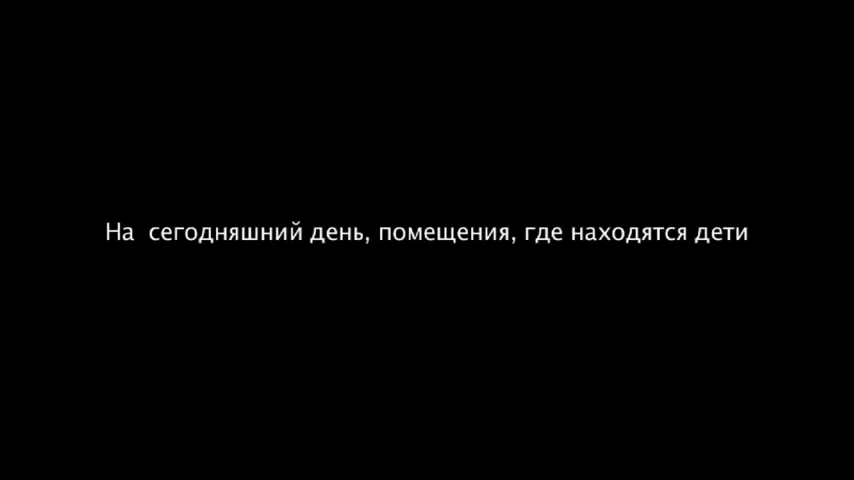 На  сегодняшний день, помещения, где находятся дети